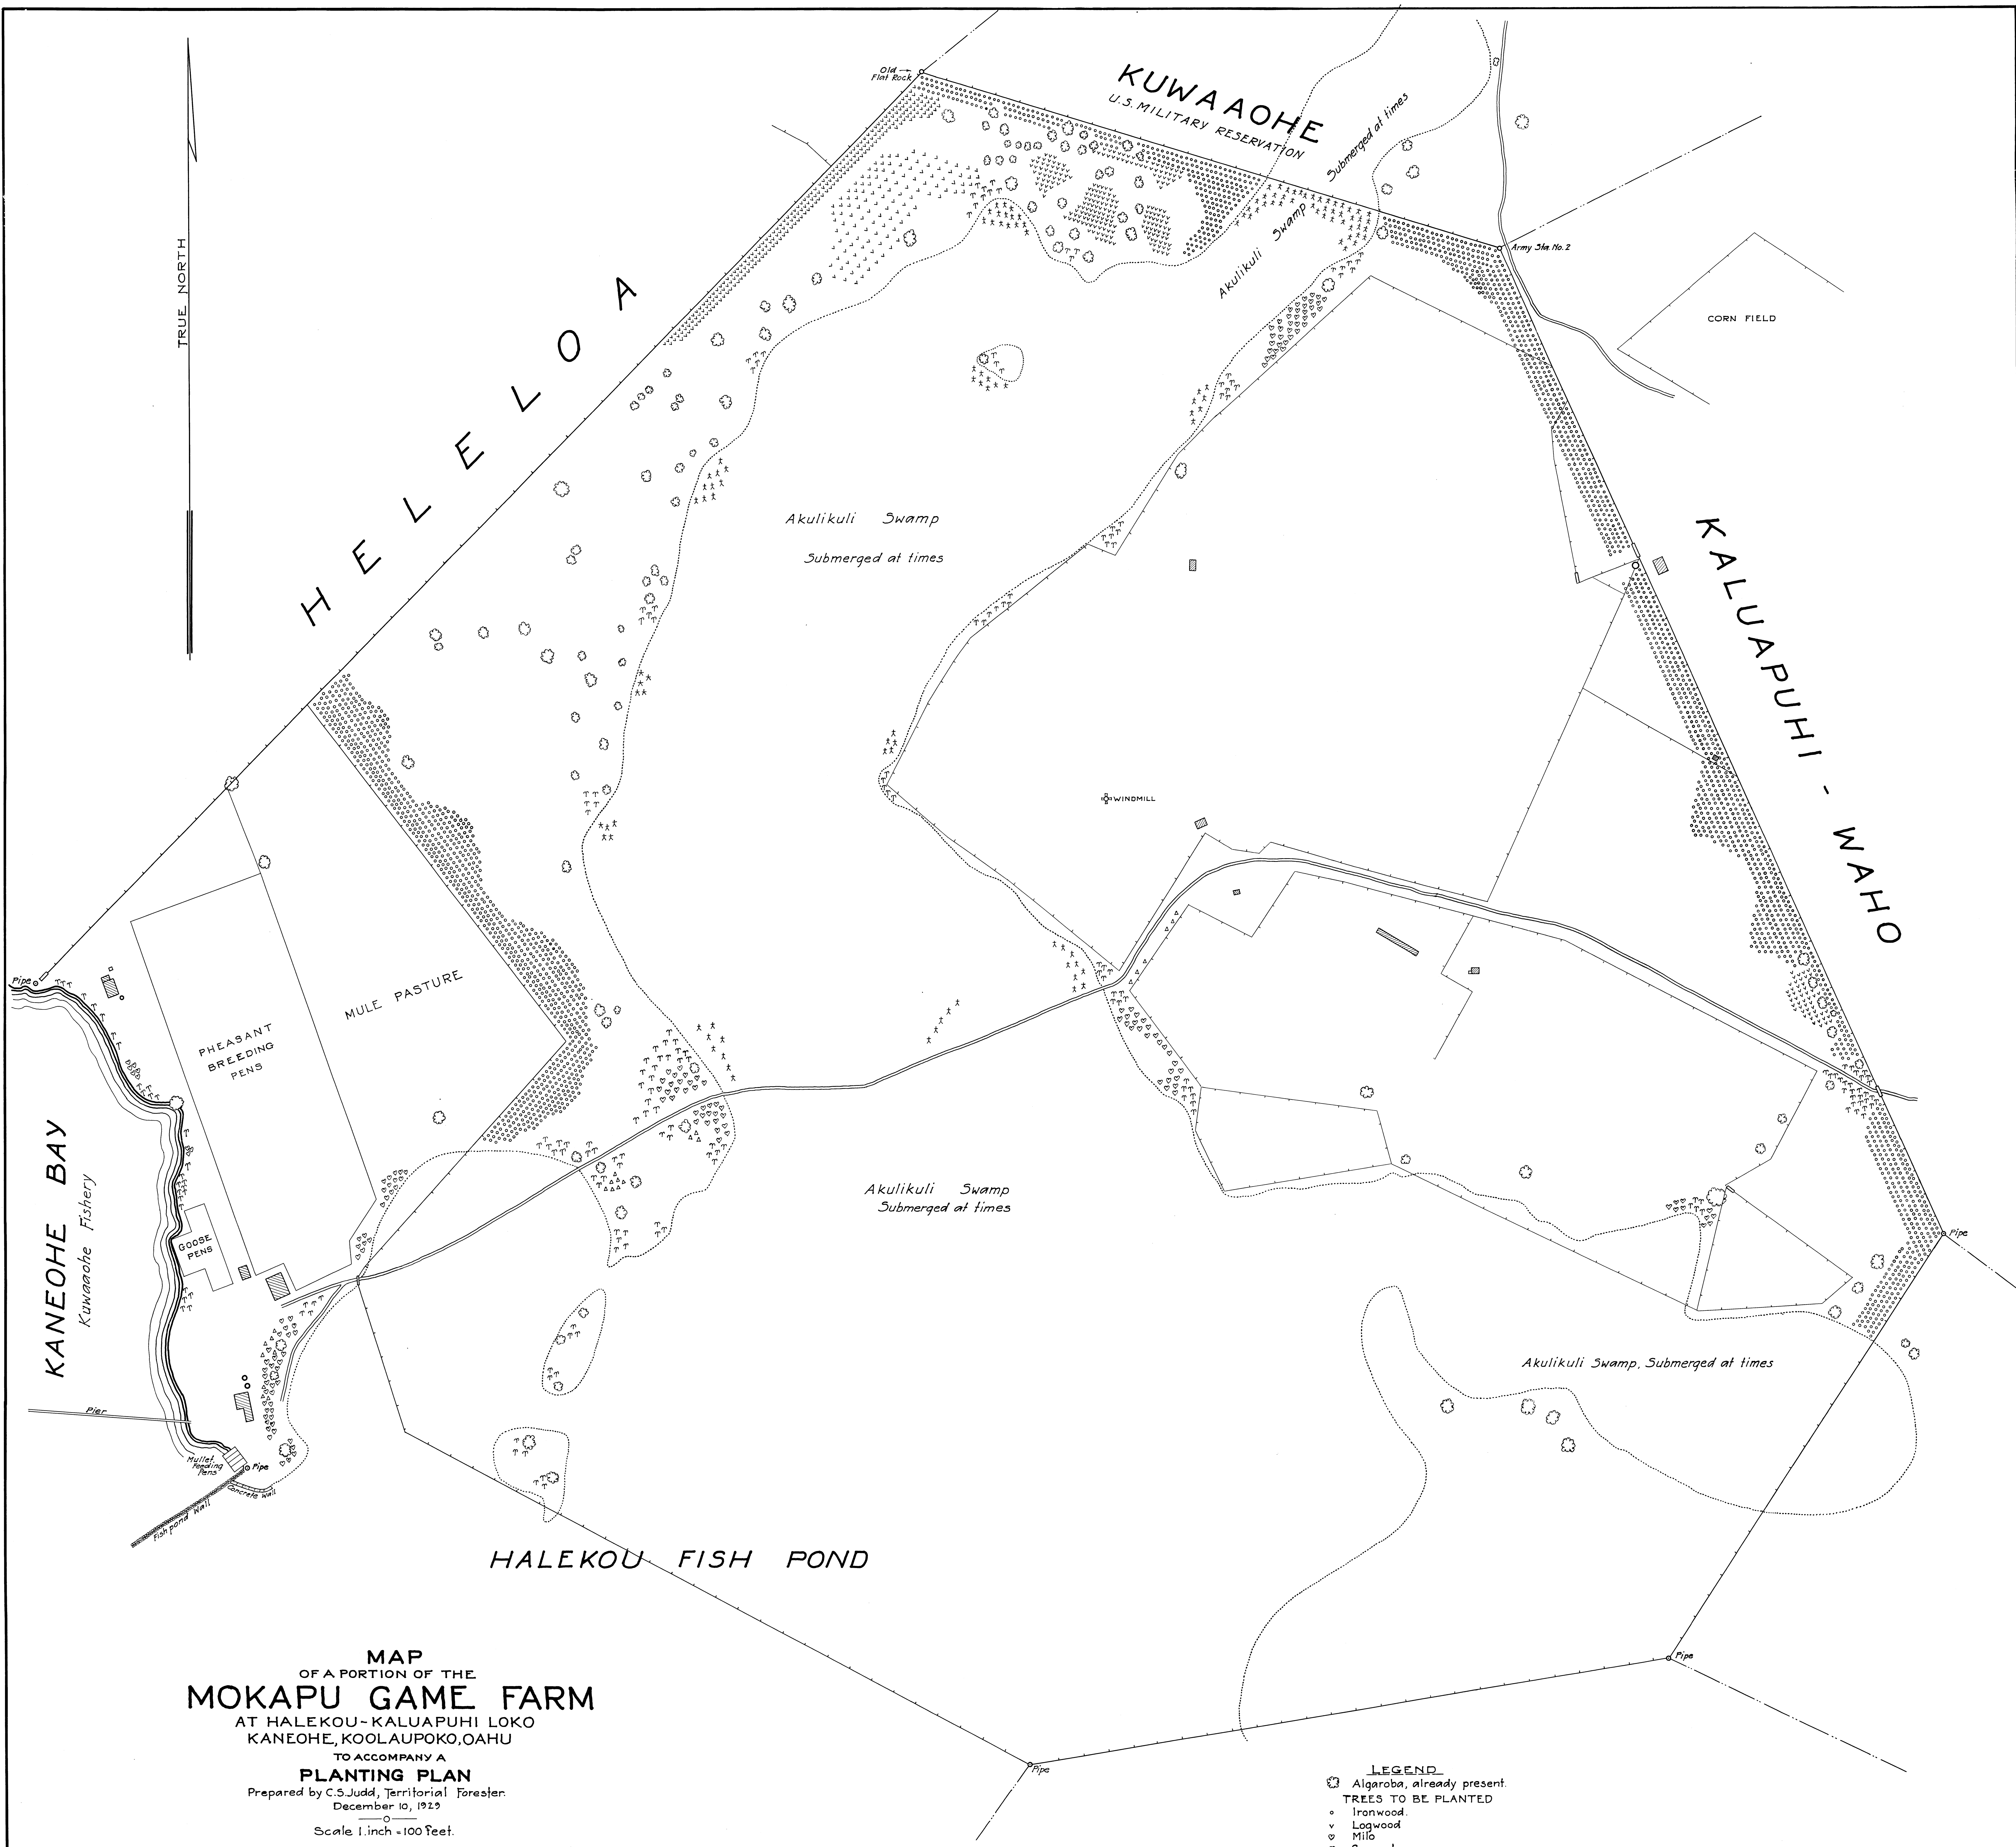 Old
Flat Rock
KUWAAOHE
U.S. MILITARY RESERVATION
Submerged at times
Akulikuli Swamp
Army Sta. No. 2
TRUE NORTH
CORN FIELD
HELELOA
Akulikuli Swamp
Submerged at times
KALUAPUHI - WAHO
WINDMILL
Pipe
MULE PASTURE
PHEASANT
BREEDING
PENS
KANEOHE BAY
Kuwaaohe Fishery
GOOSE
PENS
Akulikuli Swamp
Submerged at times
Pipe
Akulikuli Swamp, Submerged at times
Pier
Mullet
Feeding
Pens
Pipe
Concrete Wall
Fishpond Wall
HALEKOU FISH POND
Pipe
Pipe
MAP
OF A PORTION OF THE
MOKAPU GAME FARM
AT HALEKOU-KALUAPUHI LOKO
KANEOHE, KOOLAUPOKO, OAHU
TO ACCOMPANY A
PLANTING PLAN
Prepared by C.S. Judd, Territorial Forester.
December 10, 1929
Scale 1 inch = 100 feet.
LEGEND
Algaroba, already present.
TREES TO BE PLANTED
Ironwood.
Logwood
Milo